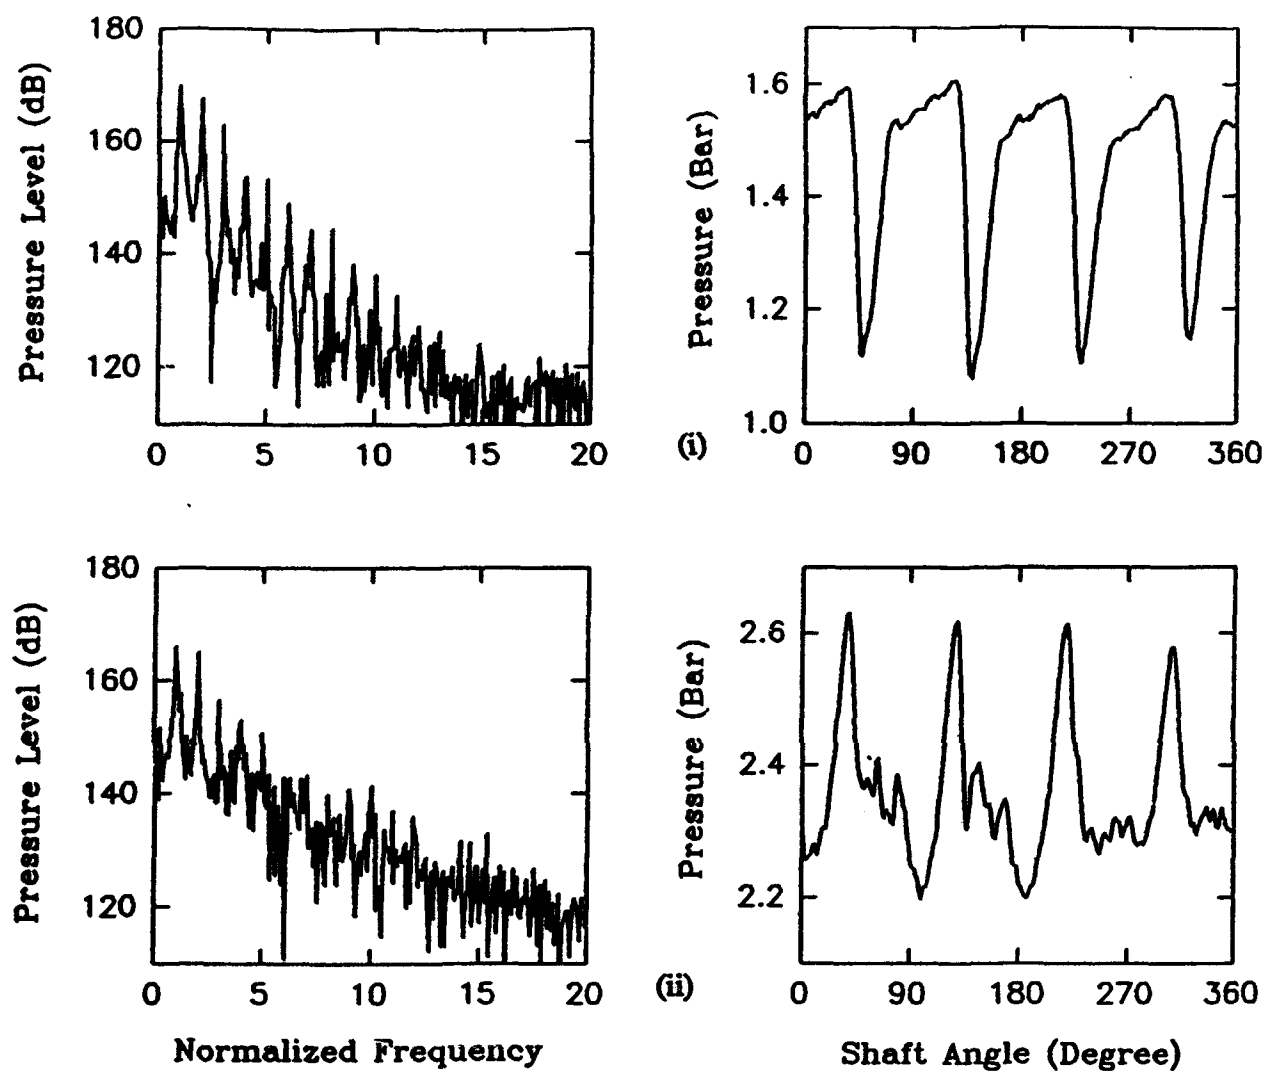 180
160
140
120
Pressure Level (dB)
0 5 10 15 20
1.6
1.4
1.2
1.0
Pressure (Bar)
(i)
0 90 180 270 360
180
160
140
120
Pressure Level (dB)
0 5 10 15 20
Normalized Frequency
2.6
2.4
2.2
Pressure (Bar)
(ii)
0 90 180 270 360
Shaft Angle (Degree)